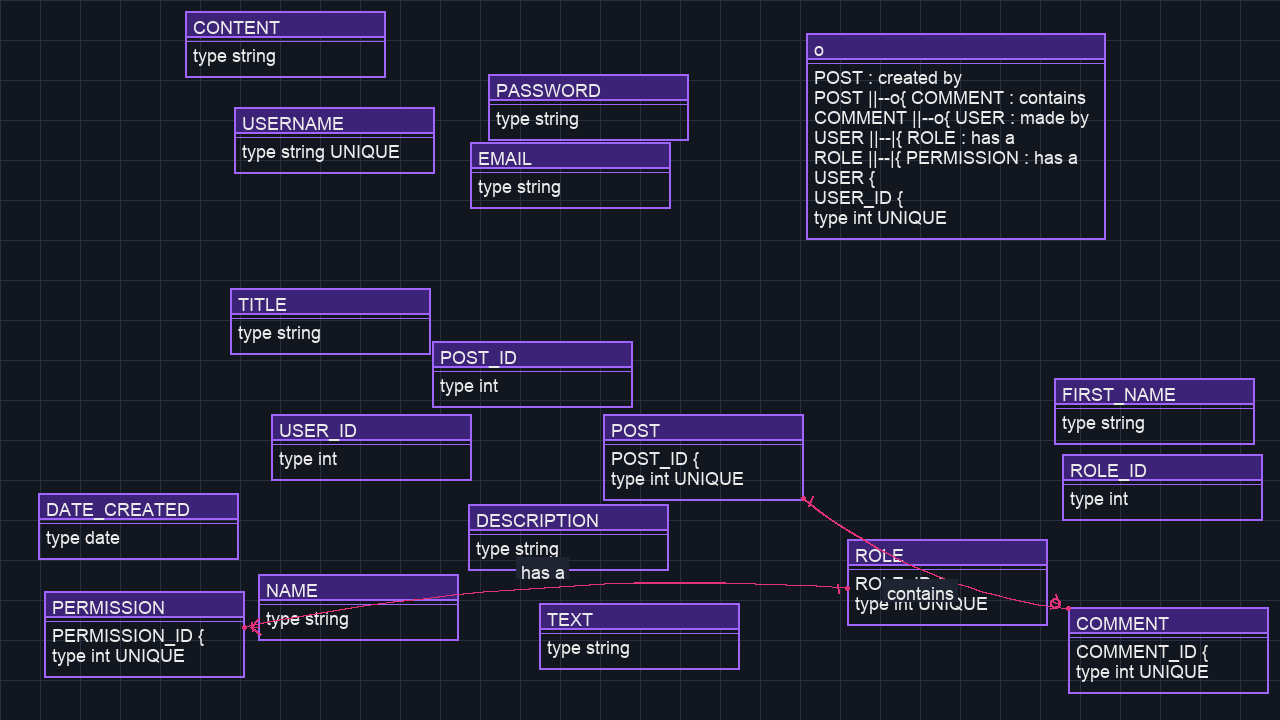 CONTENT
type string
USERNAME
type string UNIQUE
PASSWORD
type string
EMAIL
type string
o
POST : created by
POST ||--o{ COMMENT : contains
COMMENT ||--o{ USER : made by
USER ||--|{ ROLE : has a
ROLE ||--|{ PERMISSION : has a
USER {
USER_ID {
type int UNIQUE
TITLE
type string
POST_ID
type int
USER_ID
type int
POST
POST_ID {
type int UNIQUE
FIRST_NAME
type string
ROLE_ID
type int
DATE_CREATED
type date
DESCRIPTION
type string
has a
ROLE
contains
type int UNIQUE
NAME
type string
PERMISSION
PERMISSION_ID {
type int UNIQUE
TEXT
type string
COMMENT
COMMENT_ID {
type int UNIQUE